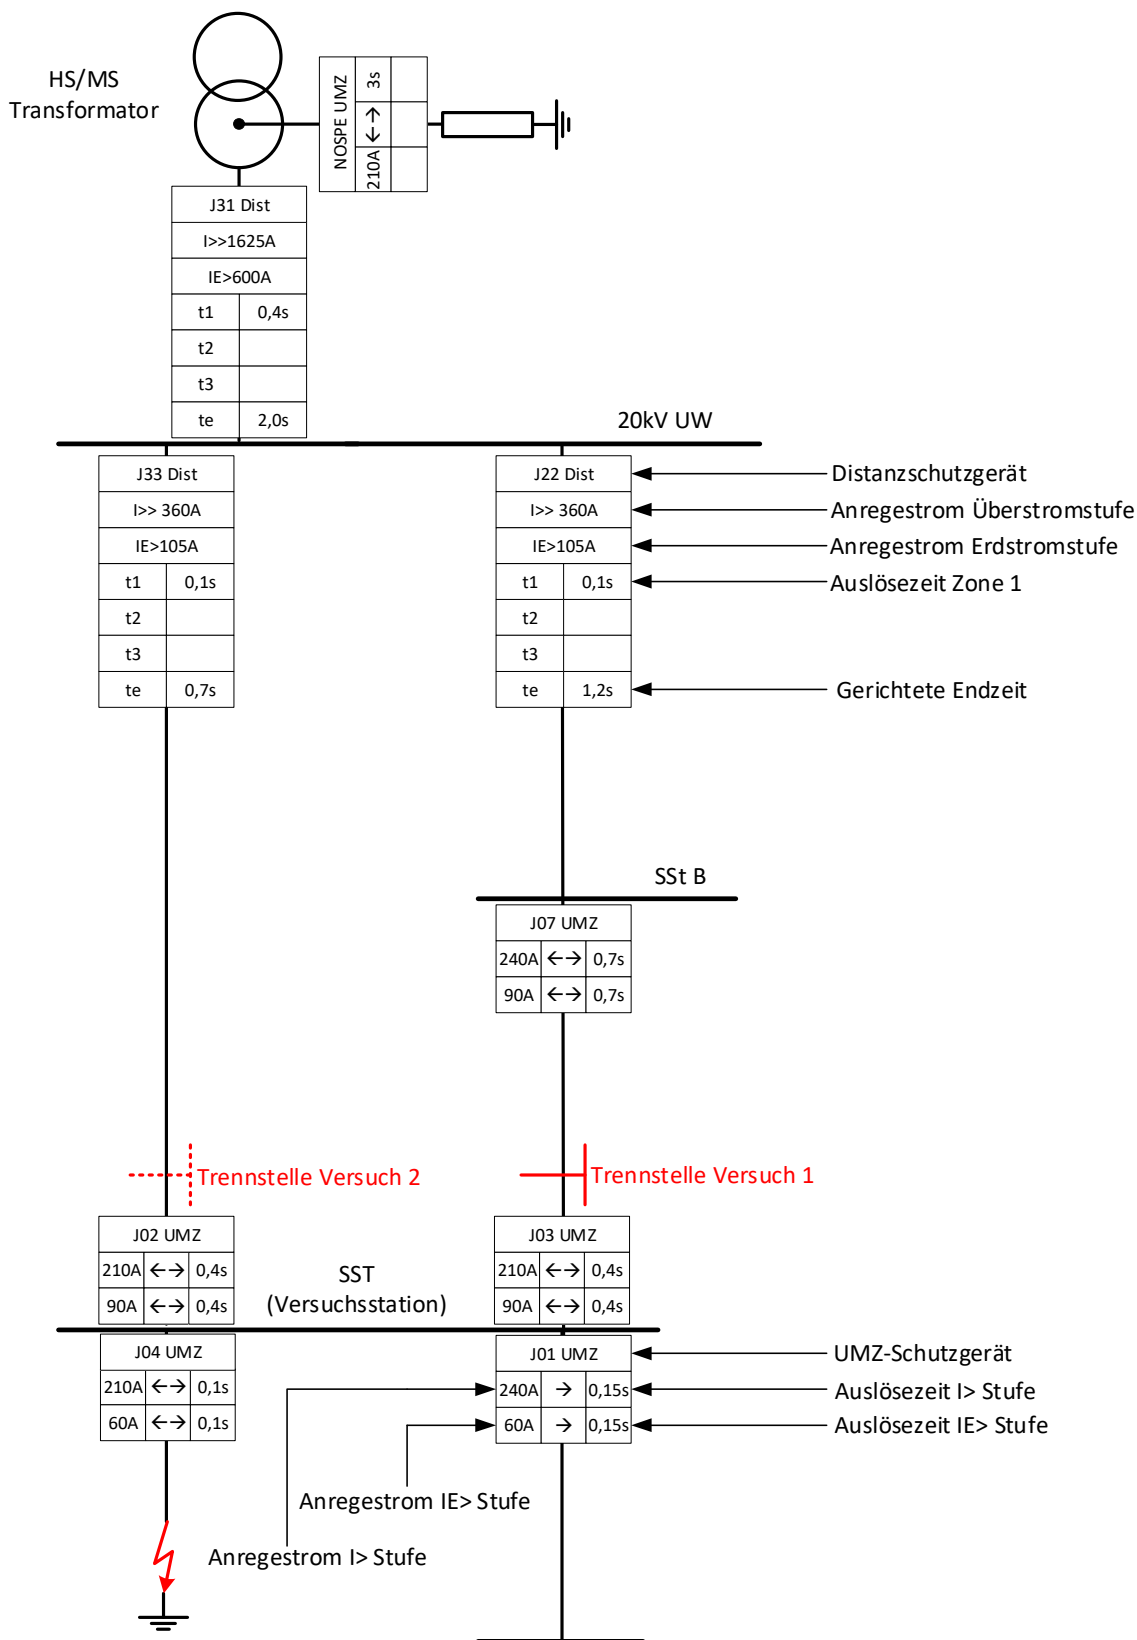 HS/MS
Transformator
NOSPE UMZ
210A ←→ 3s
J31 Dist
I>>1625A
IE>600A
t1 0,4s
t2
t3
te 2,0s
20kV UW
J33 Dist
I>> 360A
IE>105A
t1 0,1s
t2
t3
te 0,7s
J22 Dist
I>> 360A
IE>105A
t1 0,1s
t2
t3
te 1,2s
Distanzschutzgerät
Anregestrom Überstromstufe
Anregestrom Erdstromstufe
Auslösezeit Zone 1
Gerichtete Endzeit
SSt B
J07 UMZ
240A ←→ 0,7s
90A ←→ 0,7s
Trennstelle Versuch 2
Trennstelle Versuch 1
J02 UMZ
210A ←→ 0,4s
90A ←→ 0,4s
SST
(Versuchsstation)
J03 UMZ
210A ←→ 0,4s
90A ←→ 0,4s
J04 UMZ
210A ←→ 0,1s
60A ←→ 0,1s
J01 UMZ
240A → 0,15s
60A → 0,15s
UMZ-Schutzgerät
Auslösezeit I> Stufe
Auslösezeit IE> Stufe
Anregestrom IE> Stufe
Anregestrom I> Stufe